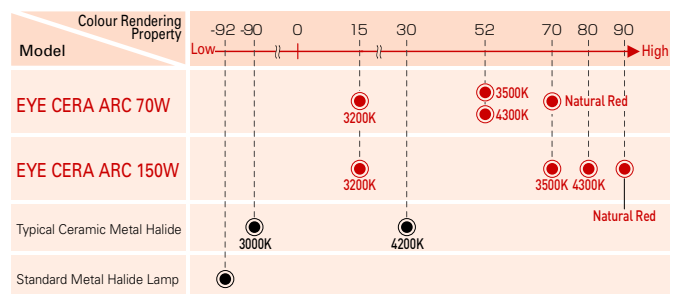 Colour Rendering
Property
Model
-92 -90 0 15 30 52 70 80 90
Low High
EYE CERA ARC 70W
3200K
3500K
4300K
Natural Red
EYE CERA ARC 150W
3200K
3500K 4300K
Natural Red
Typical Ceramic Metal Halide
3000K
4200K
Standard Metal Halide Lamp